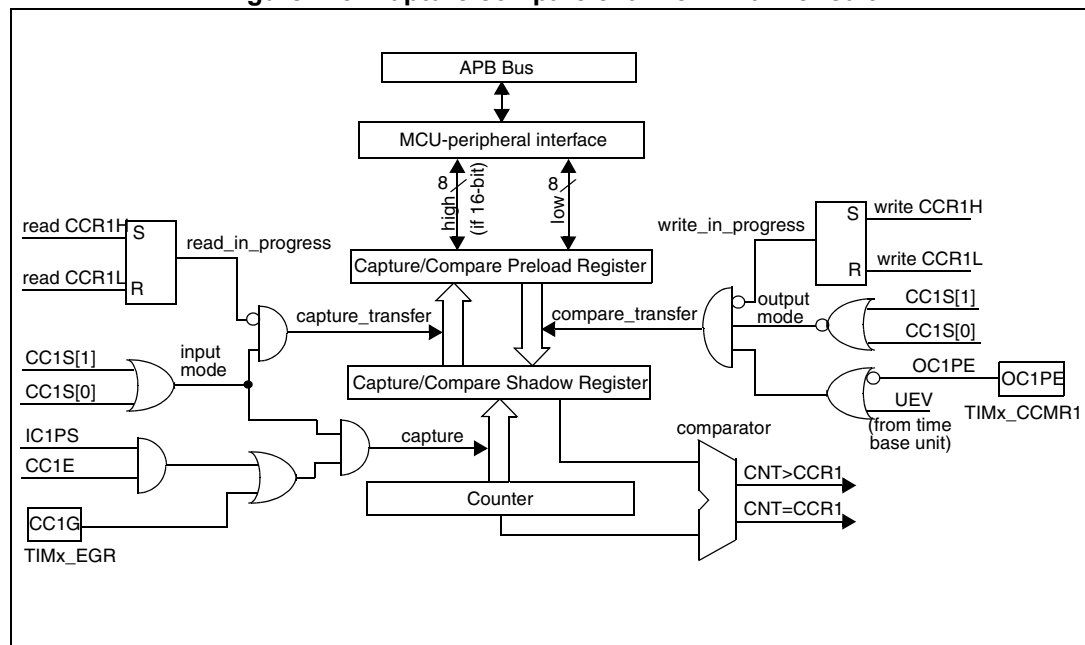 APB Bus
MCU-peripheral interface
8
high
(if 16-bit)
8
low
read CCR1H
S
read_in_progress
read CCR1L
R
write_in_progress
S
write CCR1H
R
write CCR1L
Capture/Compare Preload Register
capture_transfer
compare_transfer
output
mode
CC1S[1]
CC1S[0]
CC1S[1]
input
mode
CC1S[0]
Capture/Compare Shadow Register
OC1PE
OC1PE
UEV
TIMx_CCMR1
(from time
base unit)
IC1PS
CC1E
capture
comparator
Counter
CNT>CCR1
CNT=CCR1
CC1G
TIMx_EGR